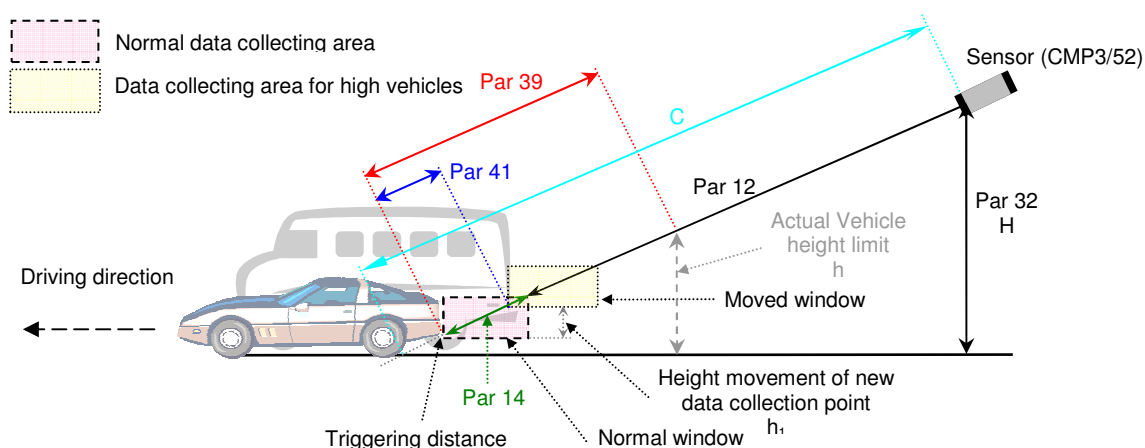 Normal data collecting area
Data collecting area for high vehicles
Sensor (CMP3/52)
Par 39
C
Par 41
Par 12
Par 32
H
Actual Vehicle
height limit
h
Driving direction
Moved window
Par 14
Height movement of new
data collection point
h₁
Triggering distance
Normal window